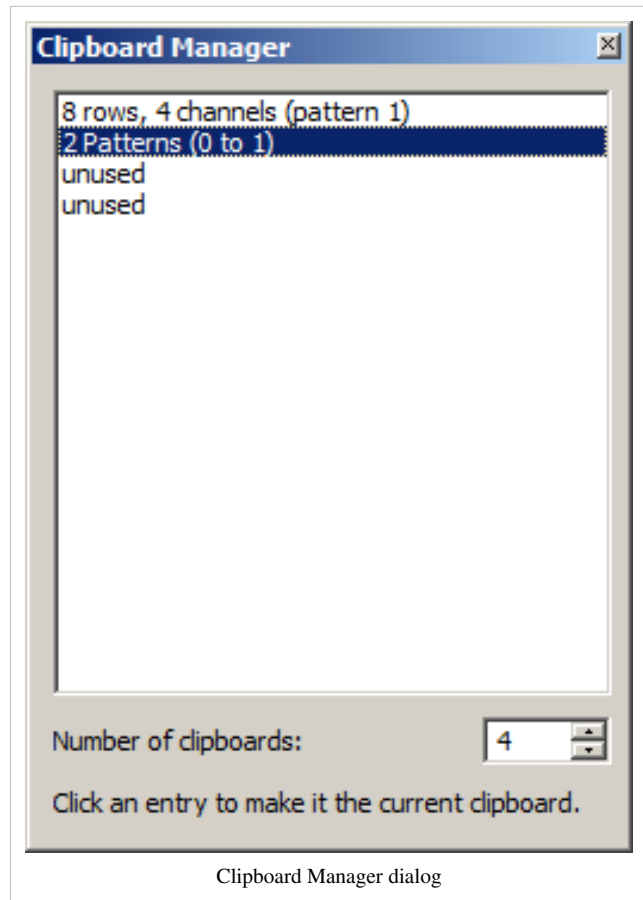 Clipboard Manager
8 rows, 4 channels (pattern 1)
2 Patterns (0 to 1)
unused
unused
Number of clipboards: 4
Click an entry to make it the current clipboard.
Clipboard Manager dialog